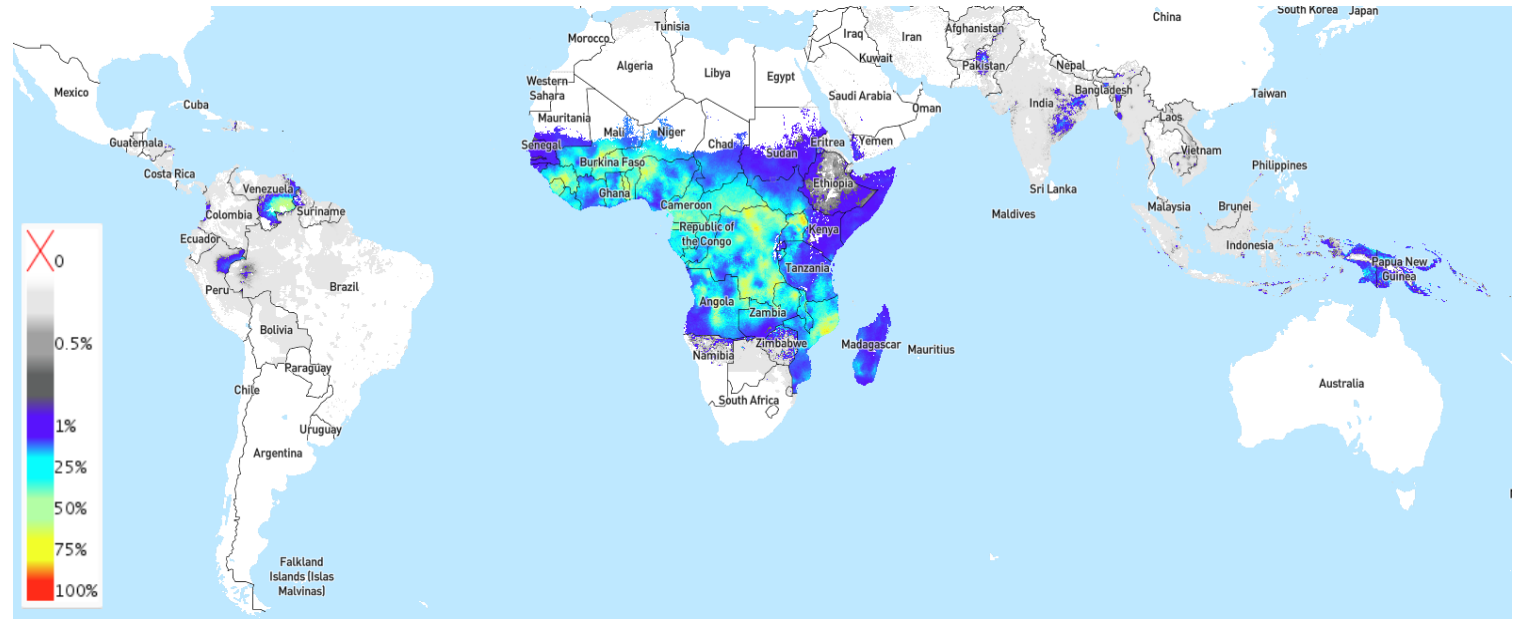 South Korea
Japan
China
Tunisia
Afghanistan
Iraq
Iran
Morocco
Kuwait
Algeria
Libya
Egypt
Pakistan
Nepal
Western
Sahara
Mexico
Saudi Arabia
Bangladesh
Taiwan
Cuba
Oman
India
Mauritania
Mali
Niger
Laos
Guatemala
Senegal
Chad
Sudan
Eritrea
Yemen
Vietnam
Burkina Faso
Philippines
Costa Rica
Ethiopia
Venezuela
Ghana
Sri Lanka
Cameroon
Malaysia
Brunei
Colombia
Suriname
Maldives
Republic of
the Congo
Kenya
Ecuador
Indonesia
Papua New
Guinea
Tanzania
Peru
Brazil
Angola
Zambia
Bolivia
Zimbabwe
Madagascar
Mauritius
Namibia
Paraguay
Australia
Chile
South Africa
Uruguay
Argentina
Falkland
Islands (Islas
Malvinas)
0
0.5%
1%
25%
50%
75%
100%